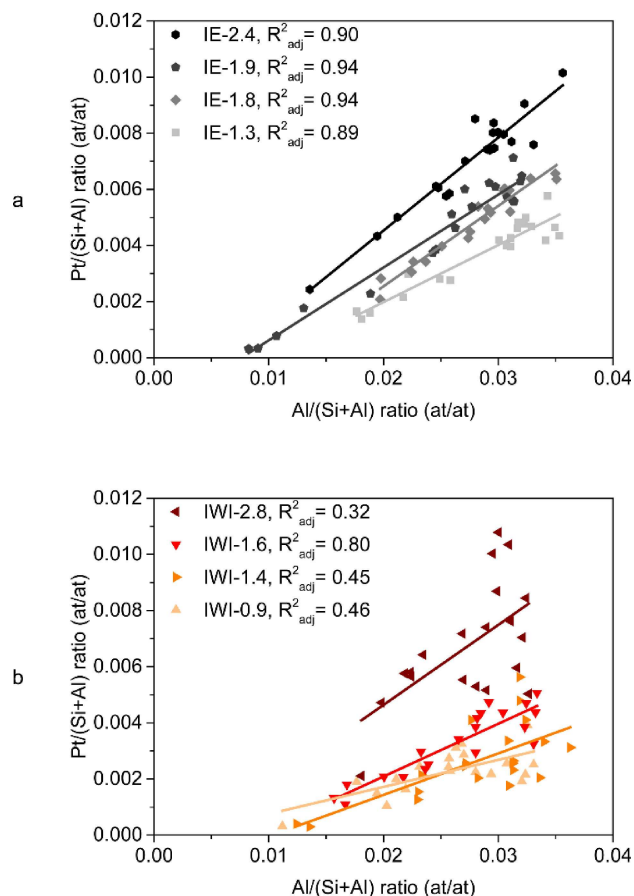 a
0.012
0.010
0.008
0.006
0.004
0.002
0.000
Pt/(Si+Al) ratio (at/at)
IE-2.4, R²adj= 0.90
IE-1.9, R²adj= 0.94
IE-1.8, R²adj= 0.94
IE-1.3, R²adj= 0.89
0.00 0.01 0.02 0.03 0.04
Al/(Si+Al) ratio (at/at)
b
0.012
0.010
0.008
0.006
0.004
0.002
0.000
Pt/(Si+Al) ratio (at/at)
IWI-2.8, R²adj= 0.32
IWI-1.6, R²adj= 0.80
IWI-1.4, R²adj= 0.45
IWI-0.9, R²adj= 0.46
0.00 0.01 0.02 0.03 0.04
Al/(Si+Al) ratio (at/at)